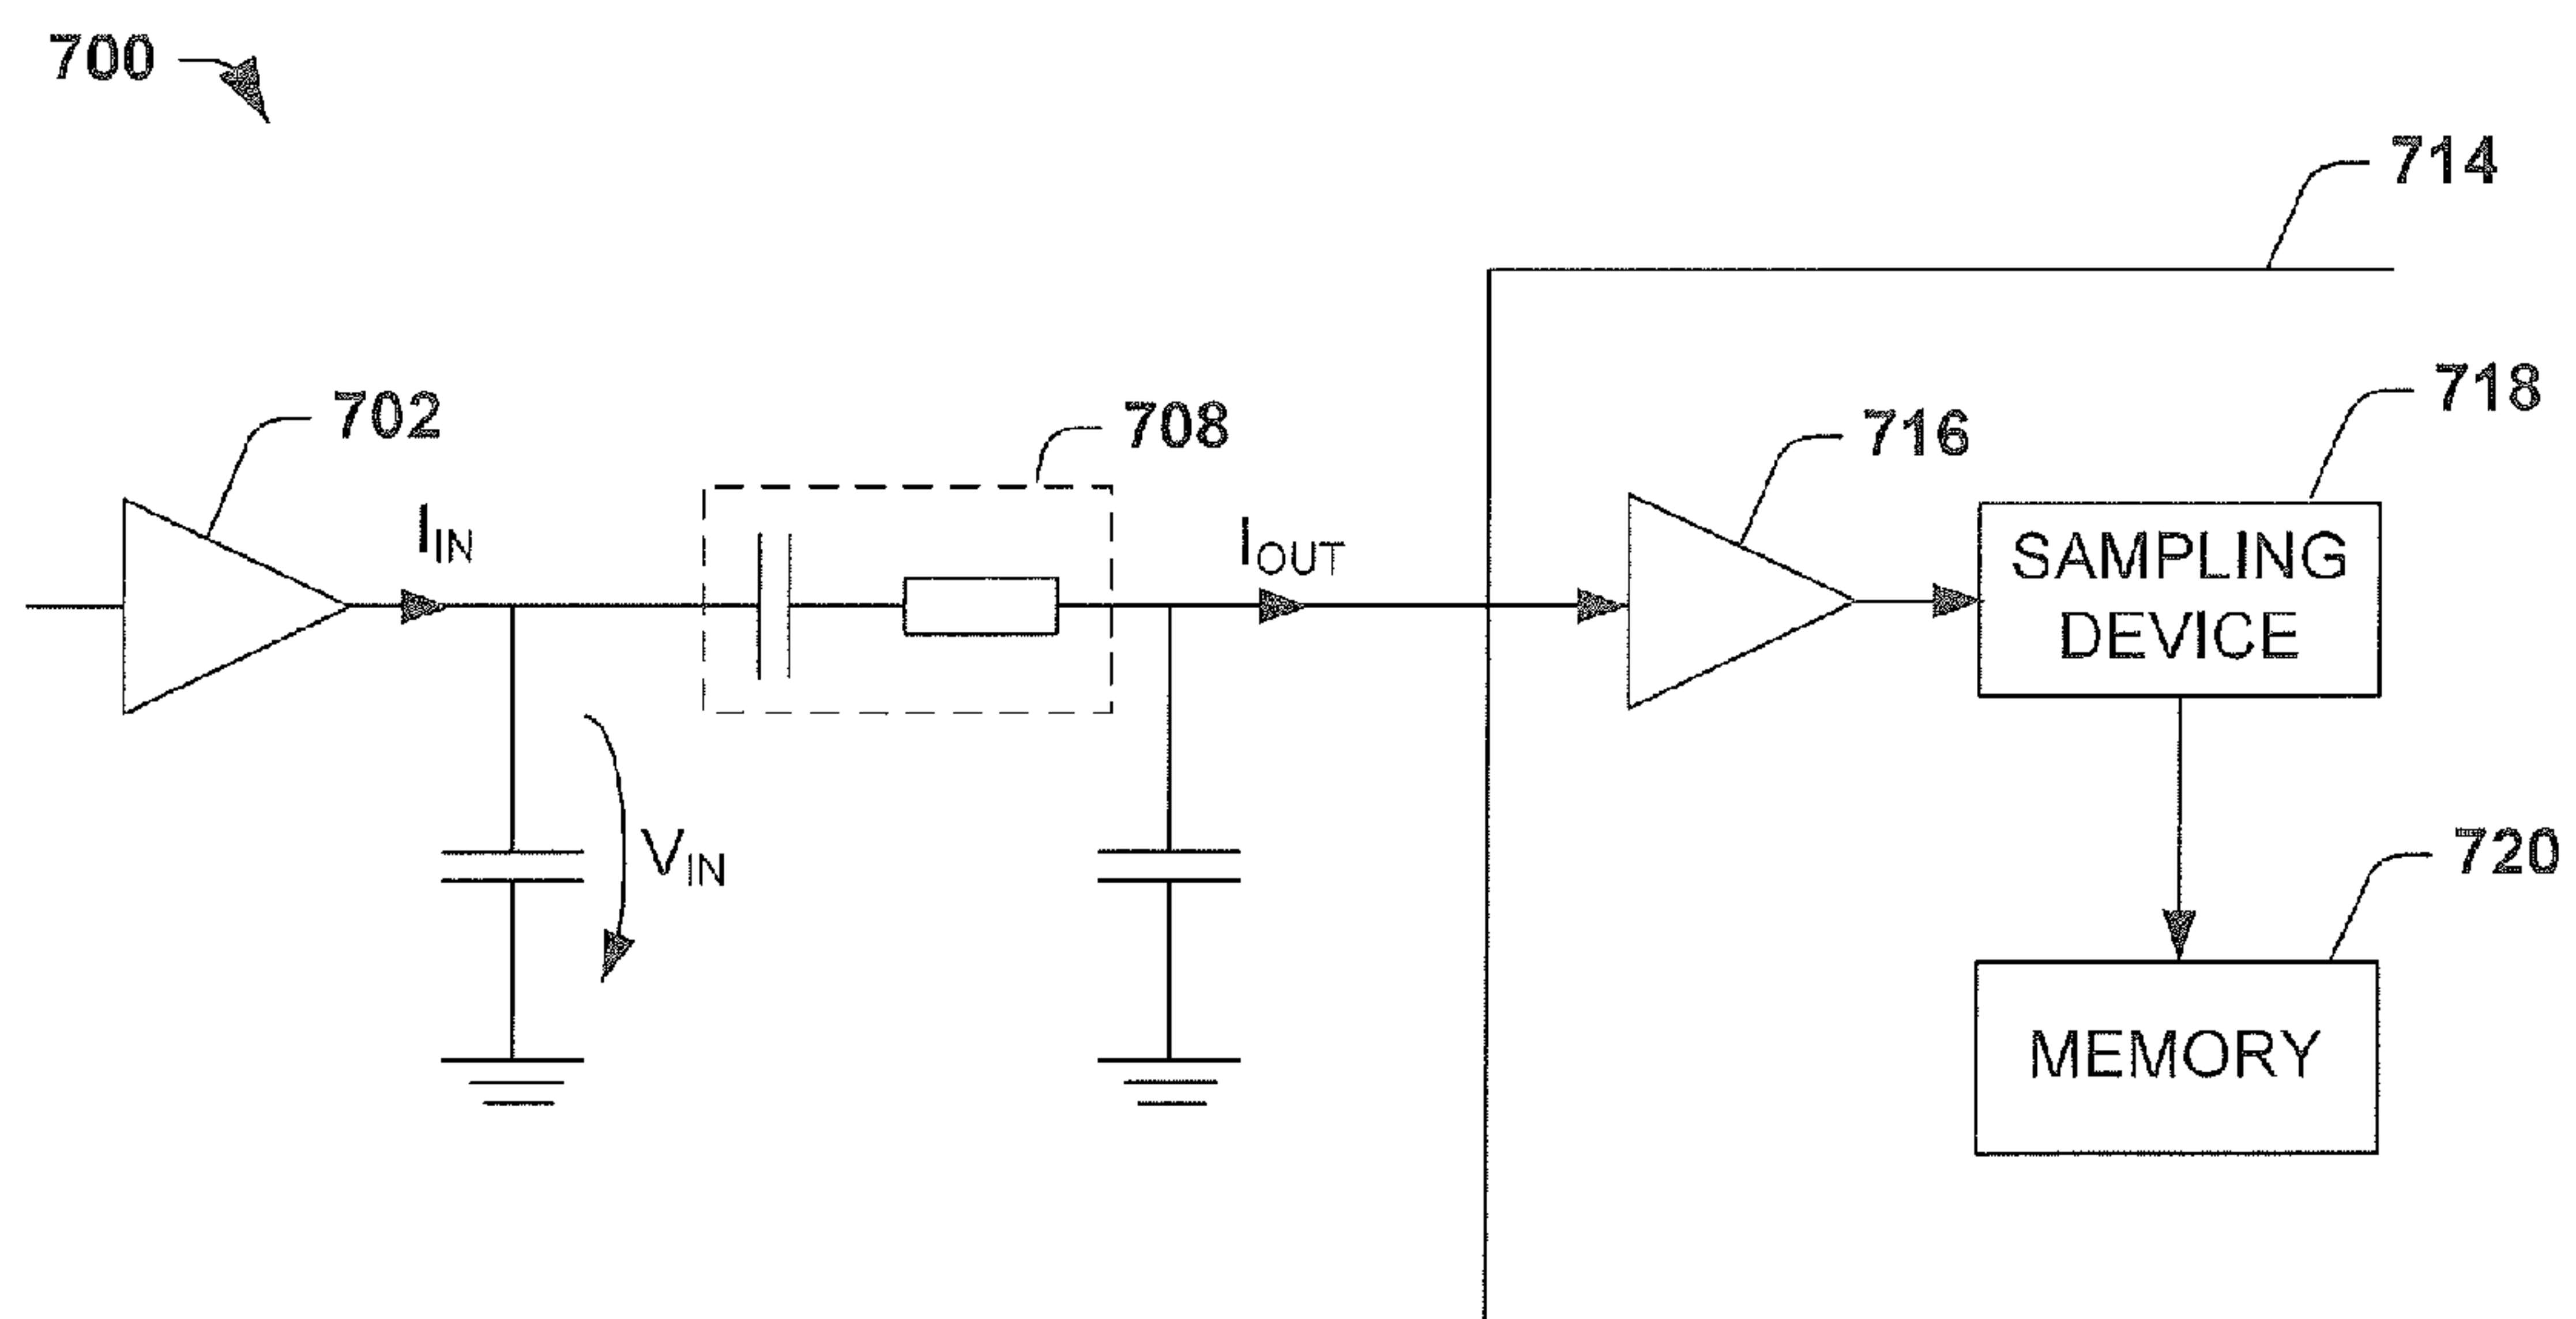 700
714
718
702
708
716
I_IN
I_OUT
SAMPLING
DEVICE
V_IN
720
MEMORY